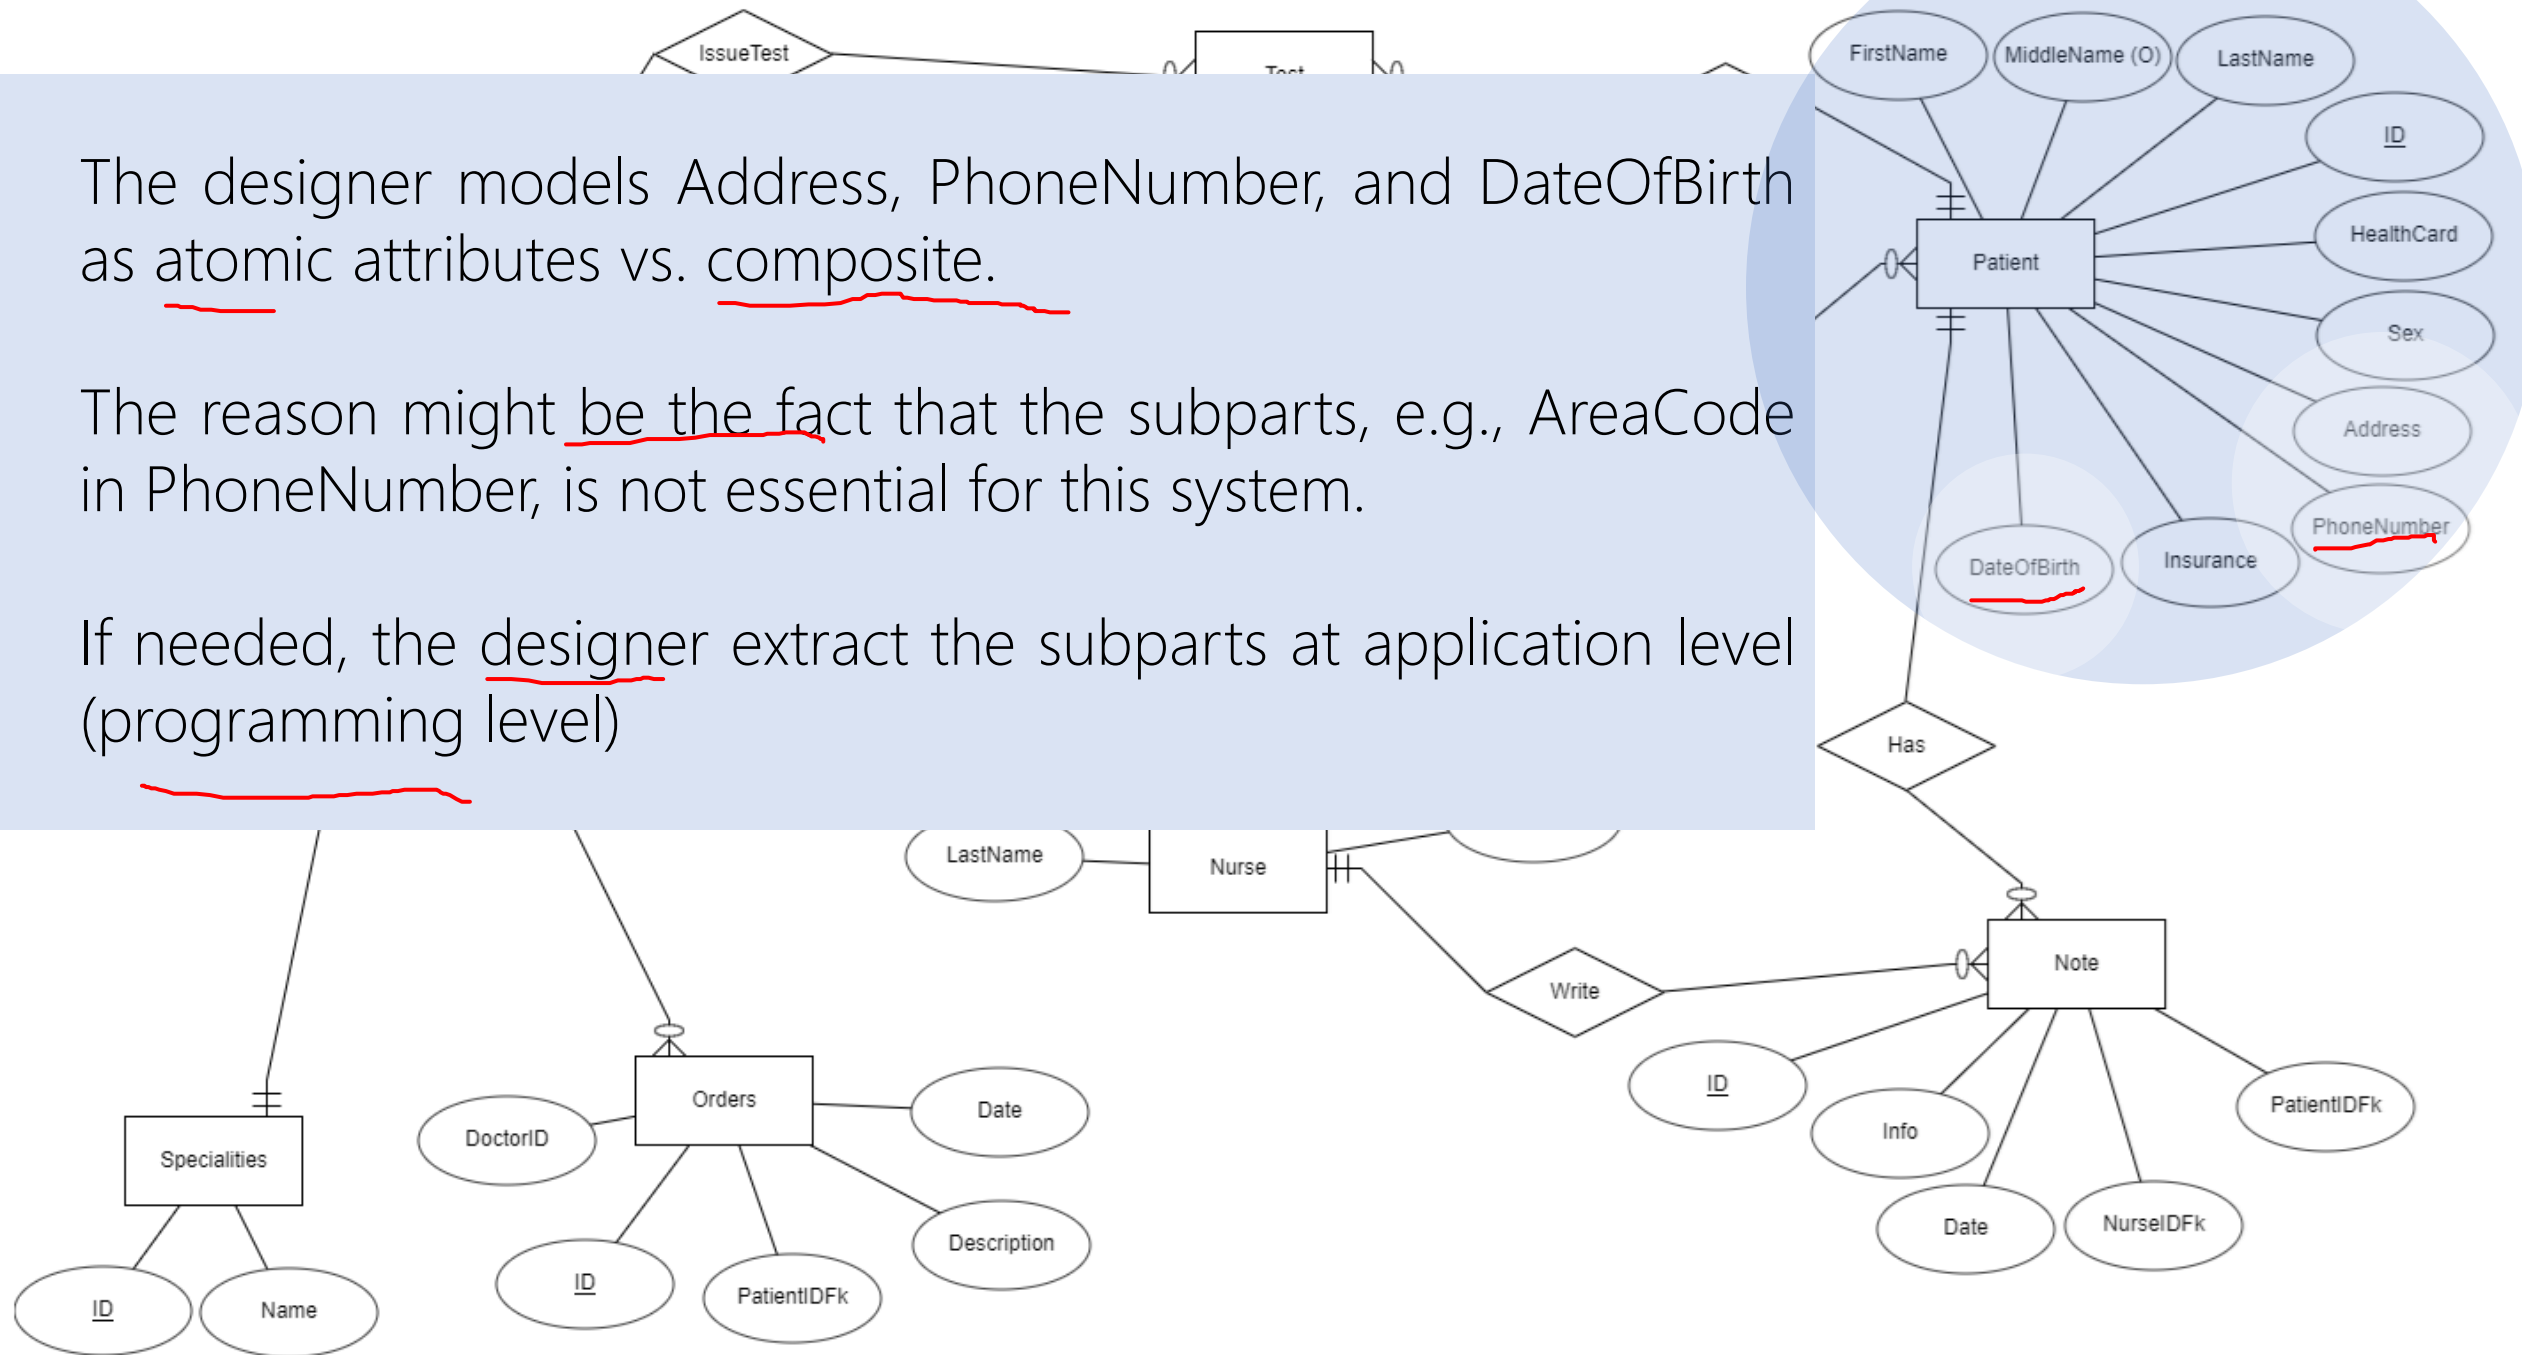 IssueTest
Test
FirstName
MiddleName (O)
LastName
ID
HealthCard
Patient
Sex
Address
PhoneNumber
Insurance
DateOfBirth
The designer models Address, PhoneNumber, and DateOfBirth
as atomic attributes vs. composite.
The reason might be the fact that the subparts, e.g., AreaCode
in PhoneNumber, is not essential for this system.
If needed, the designer extract the subparts at application level
(programming level)
Has
LastName
Nurse
Write
Note
ID
Info
Date
NurseIDFk
PatientIDFk
Orders
DoctorID
Date
ID
PatientIDFk
Description
Specialities
ID
Name